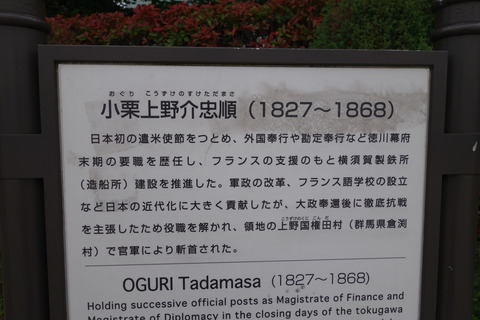 おぐり こうずけのすけただまさ
小栗上野介忠順（1827～1868）
日本初の遣米使節をつとめ、外国奉行や勘定奉行など徳川幕府
末期の要職を歴任し、フランスの支援のもと横須賀製鉄所
（造船所）建設を推進した。軍政の改革、フランス語学校の設立
など日本の近代化に大きく貢献したが、大政奉還後に徹底抗戦
こうずけのくに ごんだ
を主張したため役職を解かれ、領地の上野国権田村（群馬県倉渕
村）で官軍により斬首された。
OGURI Tadamasa (1827～1868)
Holding successive official posts as Magistrate of Finance and
Magistrate of Diplomacy in the closing days of the tokugawa